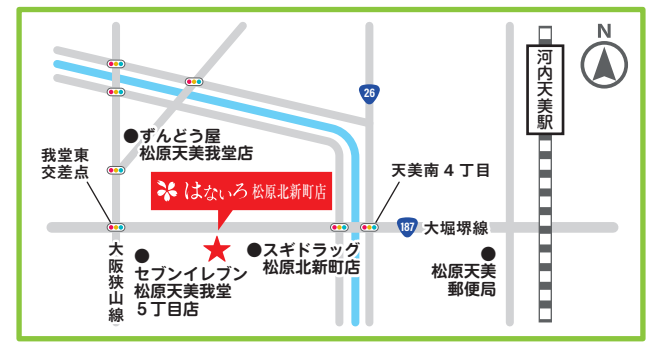 N
河内天美駅
26
ずんどう屋
松原天美我堂店
我堂東
交差点
天美南4丁目
はないろ 松原北新町店
187
大堀堺線
大阪狭山線
スギドラッグ
松原北新町店
セブンイレブン
松原天美我堂
5丁目店
松原天美
郵便局